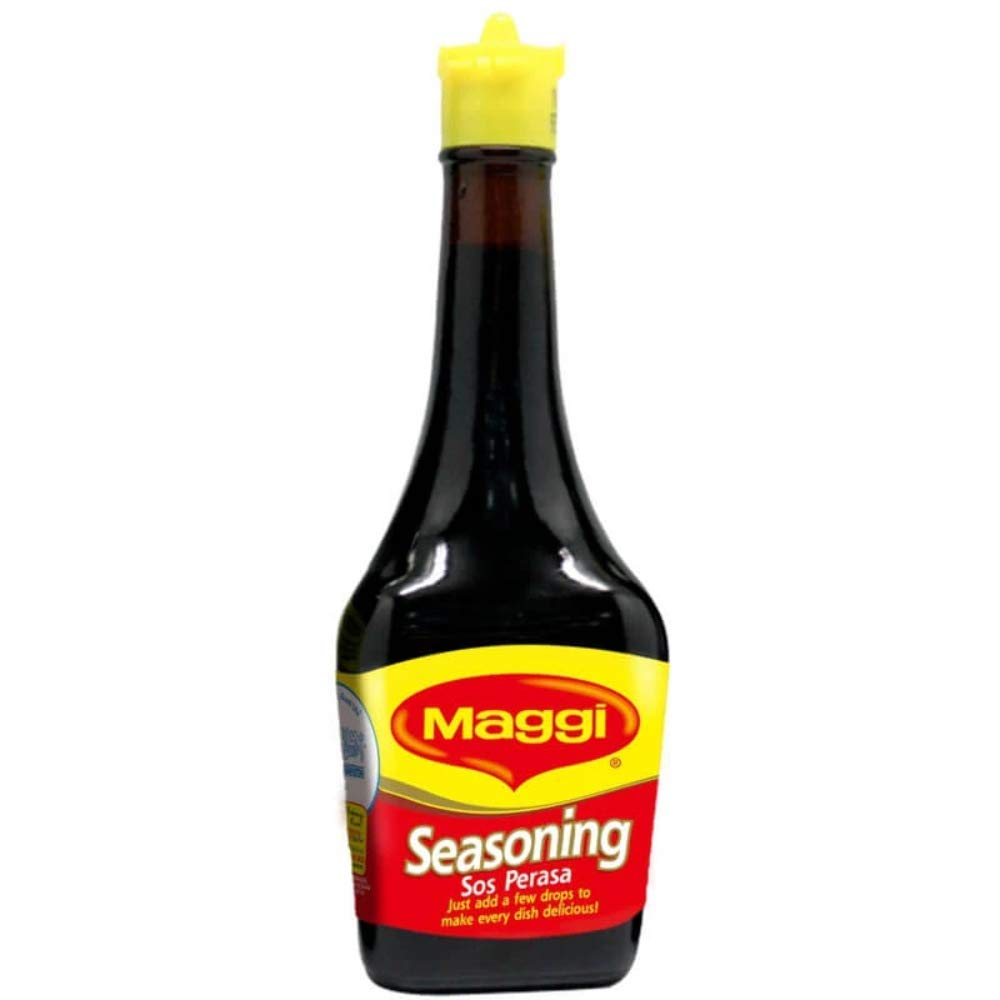 Maggi
®
Seasoning
Sos Perasa
Just add a few drops to
make every dish delicious!